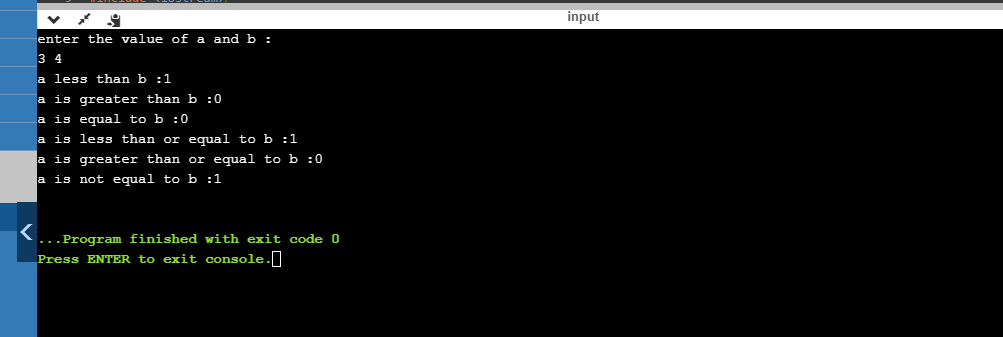 input
enter the value of a and b :
3 4
a less than b :1
a is greater than b :0
a is equal to b :0
a is less than or equal to b :1
a is greater than or equal to b :0
a is not equal to b :1
...Program finished with exit code 0
Press ENTER to exit console.